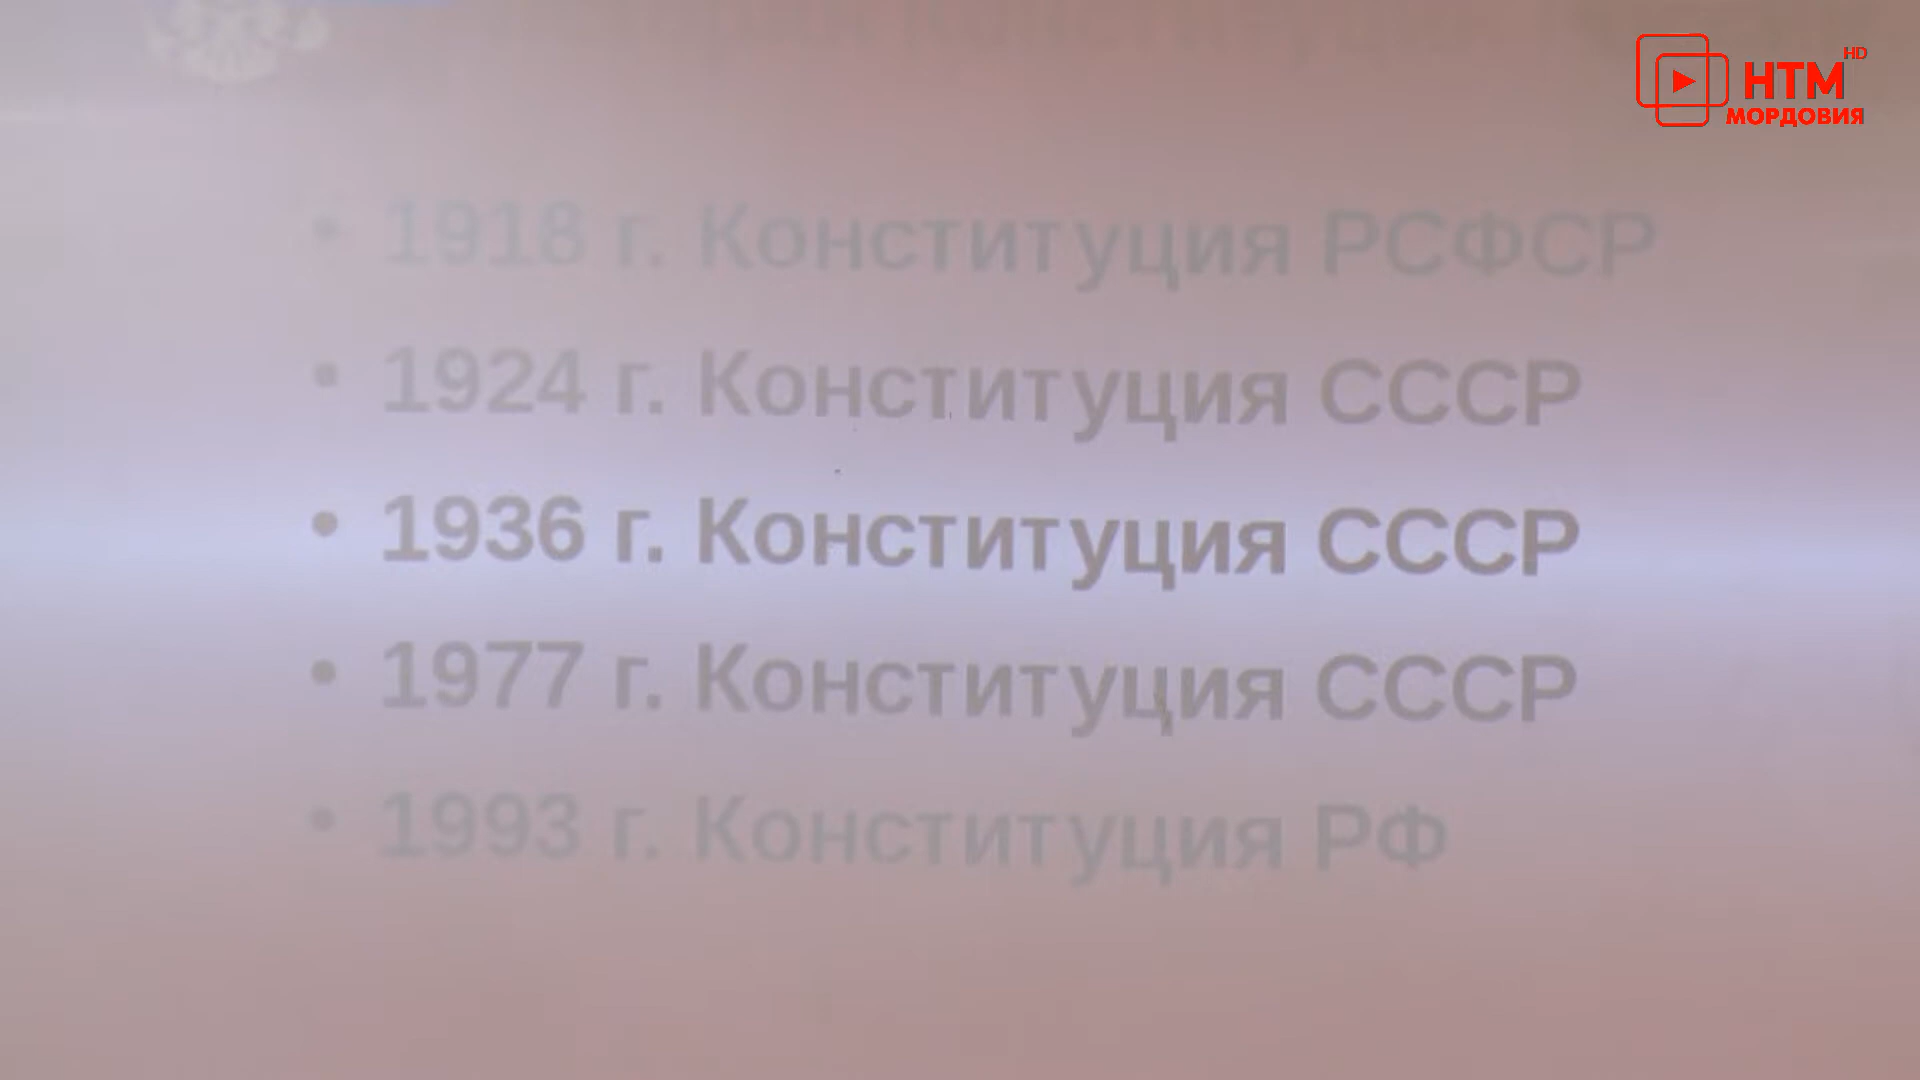 HD
НТМ
МОРДОВИЯ
• 1918 г. Конституция РСФСР
• 1924 г. Конституция СССР
• 1936 г. Конституция СССР
• 1977 г. Конституция СССР
• 1993 г. Конституция РФ